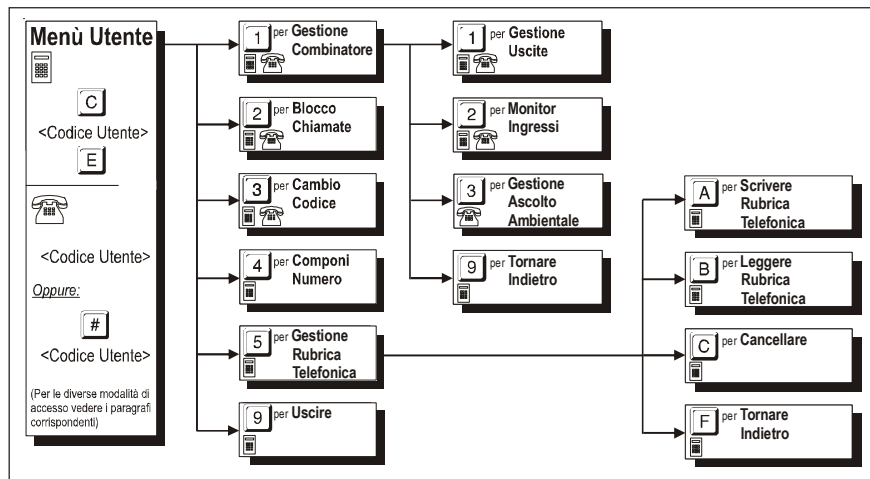 Menù Utente
C
<Codice Utente>
E
<Codice Utente>
Oppure:
#
<Codice Utente>
(Per le diverse modalità di
accesso vedere i paragrafi
corrispondenti)
1 per Gestione
Combinatore
2 per Blocco
Chiamate
3 per Cambio
Codice
4 per Componi
Numero
5 per Gestione
Rubrica
Telefonica
9 per Uscire
1 per Gestione
Uscite
2 per Monitor
Ingressi
3 per Gestione
Ascolto
Ambientale
9 per Tornare
Indietro
A per Scrivere
Rubrica
Telefonica
B per Leggere
Rubrica
Telefonica
C per Cancellare
F per Tornare
Indietro